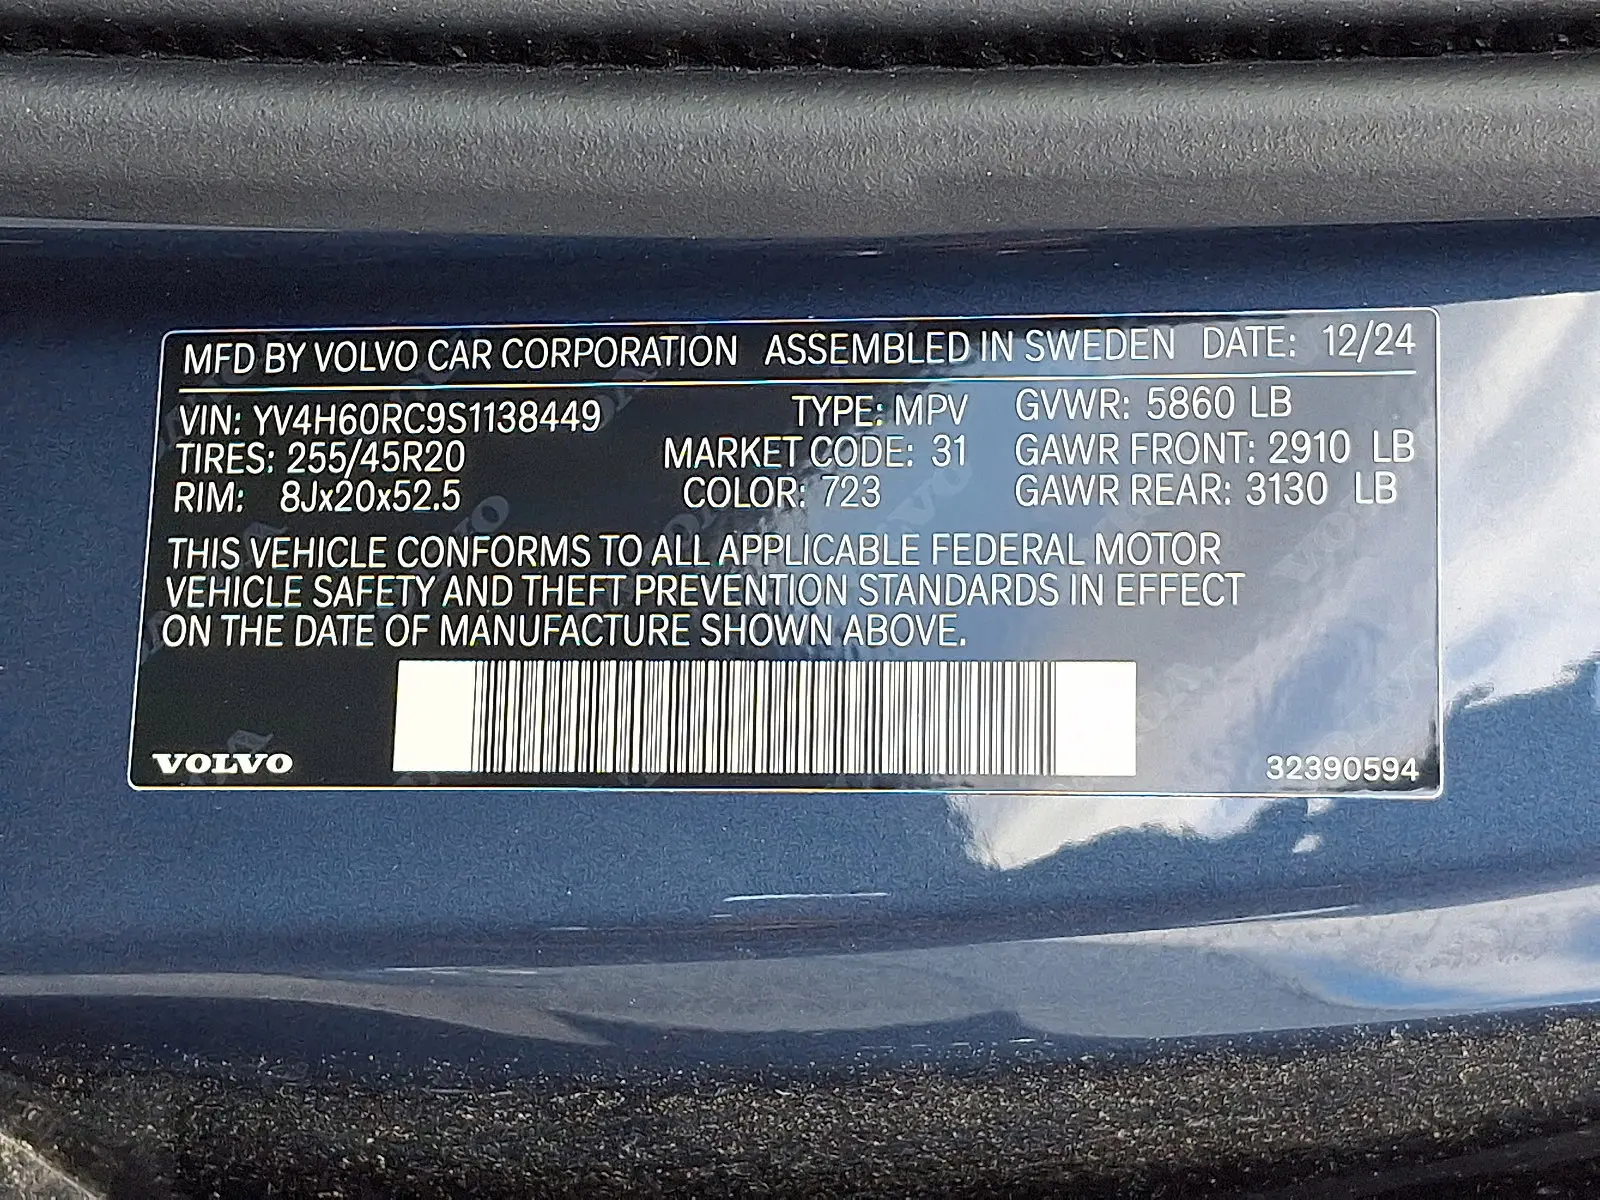 MFD BY VOLVO CAR CORPORATION ASSEMBLED IN SWEDEN DATE: 12/24
VIN: YV4H60RC9S1138449 TYPE: MPV GVWR: 5860 LB
TIRES: 255/45R20 MARKET CODE: 31 GAWR FRONT: 2910 LB
RIM: 8Jx20x52.5 COLOR: 723 GAWR REAR: 3130 LB
THIS VEHICLE CONFORMS TO ALL APPLICABLE FEDERAL MOTOR
VEHICLE SAFETY AND THEFT PREVENTION STANDARDS IN EFFECT
ON THE DATE OF MANUFACTURE SHOWN ABOVE.
VOLVO 32390594